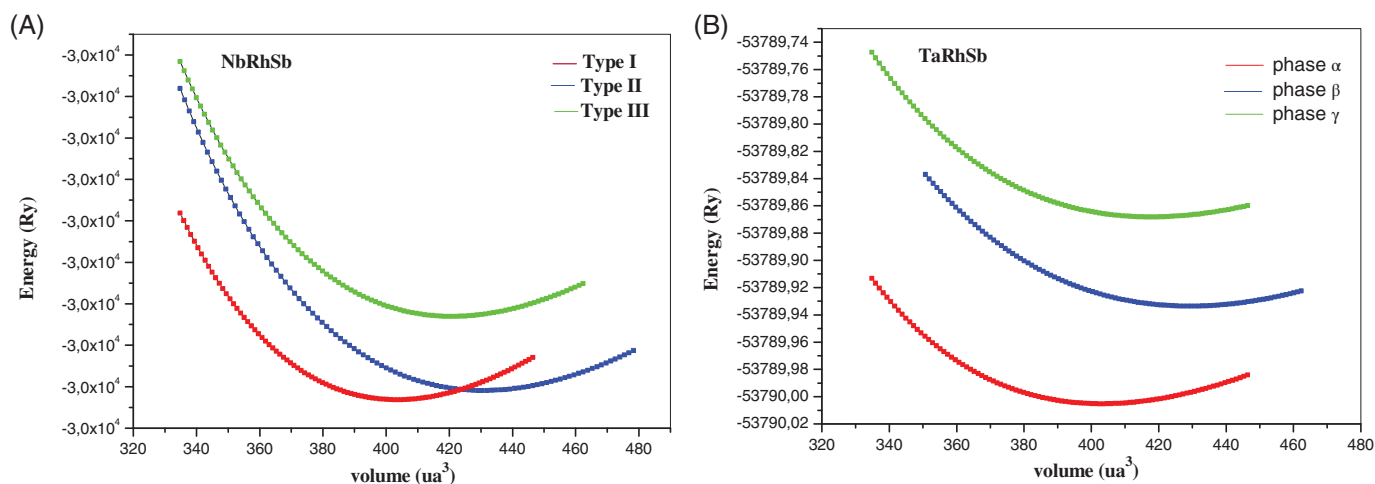 (A)
NbRhSb
Type I
Type II
Type III
-3,0x10⁴
-3,0x10⁴
-3,0x10⁴
-3,0x10⁴
-3,0x10⁴
-3,0x10⁴
-3,0x10⁴
-3,0x10⁴
-3,0x10⁴
-3,0x10⁴
Energy (Ry)
320 340 360 380 400 420 440 460 480
volume (ua³)
(B)
TaRhSb
phase α
phase β
phase γ
-53789,74
-53789,76
-53789,78
-53789,80
-53789,82
-53789,84
-53789,86
-53789,88
-53789,90
-53789,92
-53789,94
-53789,96
-53789,98
-53790,00
-53790,02
Energy (Ry)
320 340 360 380 400 420 440 460 480
volume (ua³)